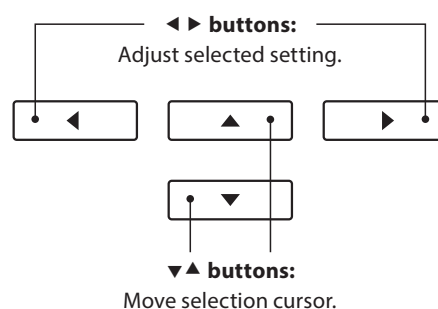 ◀ ▶ buttons:
Adjust selected setting.
◀
▲
▶
▼
▼▲ buttons:
Move selection cursor.